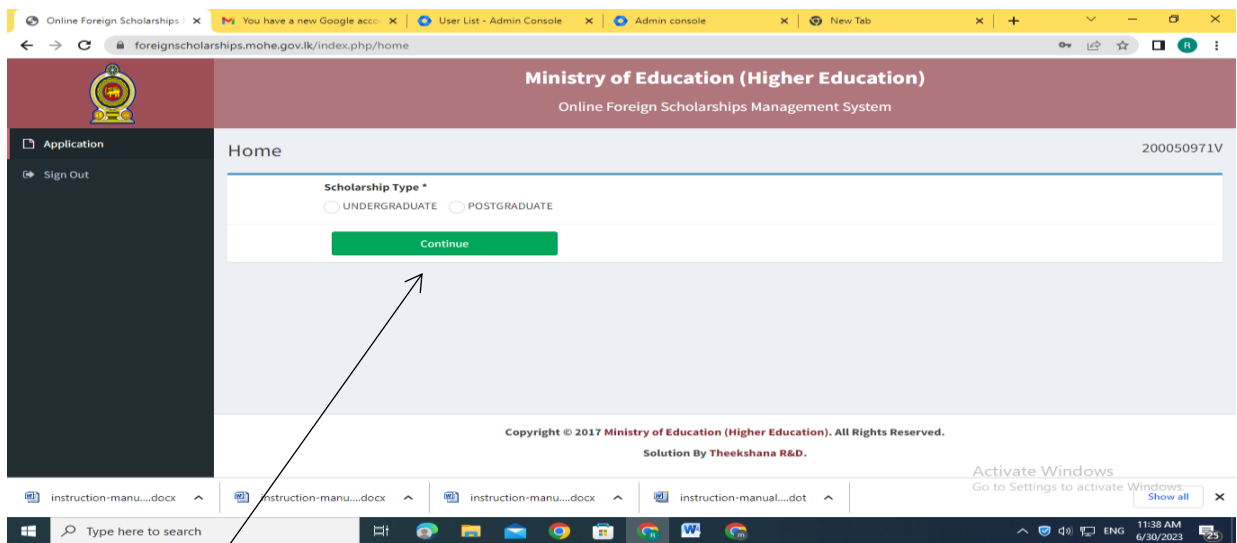 Online Foreign Scholarships
You have a new Google acco
User List - Admin Console
Admin console
New Tab
foreignscholarships.mohe.gov.lk/index.php/home
R
Ministry of Education (Higher Education)
Online Foreign Scholarships Management System
Application
Sign Out
Home
200050971V
Scholarship Type *
UNDERGRADUATE POSTGRADUATE
Continue
Copyright © 2017 Ministry of Education (Higher Education). All Rights Reserved.
Solution By Theekshana R&D.
Activate Windows
Go to Settings to activate Windows.
instruction-manu....docx
instruction-manu....docx
instruction-manu....docx
instruction-manual....dot
Show all
Type here to search
ENG
11:38 AM
6/30/2023
25